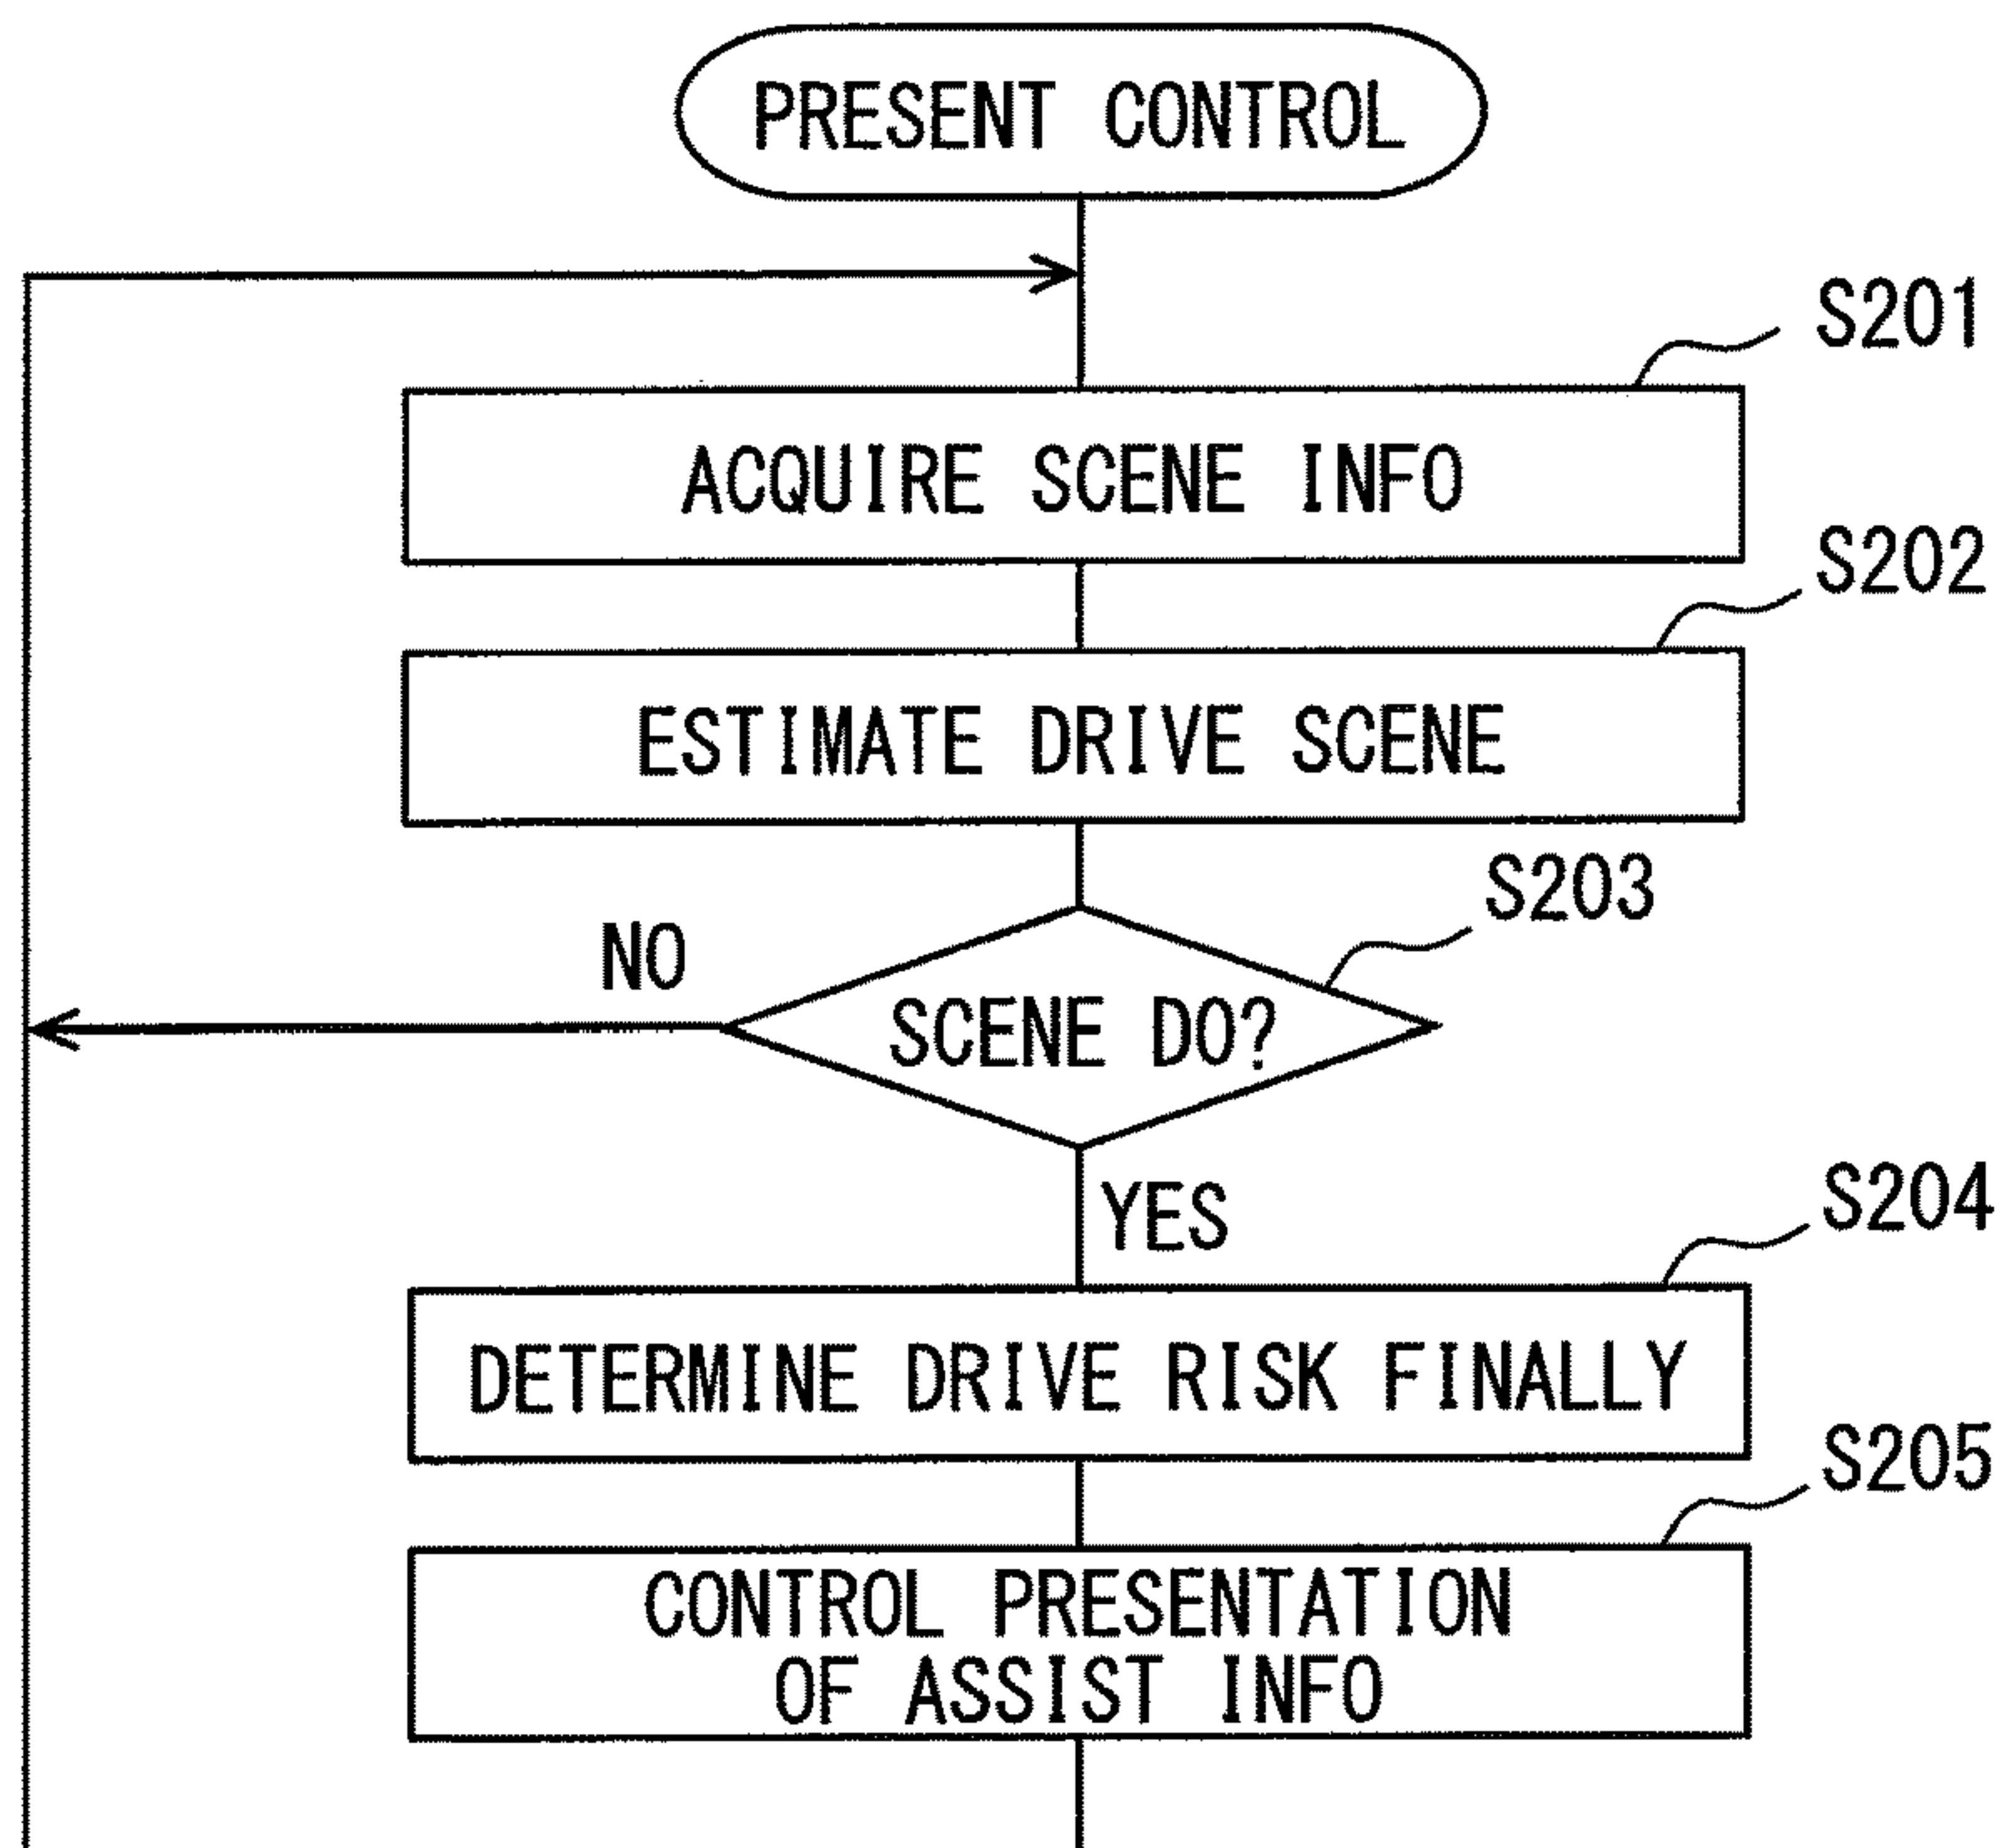 PRESENT CONTROL
S201
ACQUIRE SCENE INFO
S202
ESTIMATE DRIVE SCENE
S203
NO
SCENE DO?
YES
S204
DETERMINE DRIVE RISK FINALLY
S205
CONTROL PRESENTATION
OF ASSIST INFO